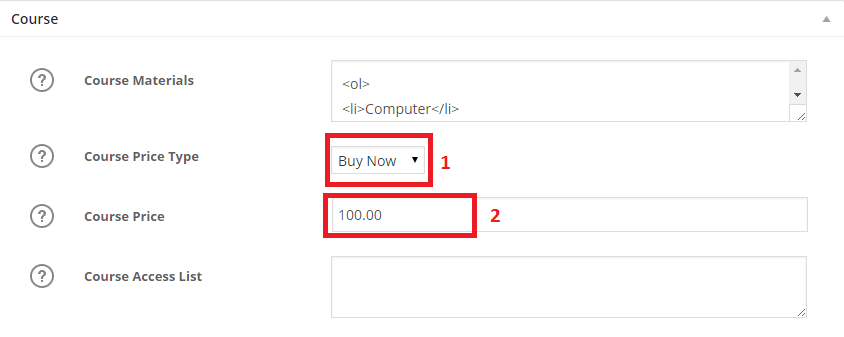 Course
Course Materials
<ol>
<li>Computer</li>
Course Price Type
Buy Now
1
Course Price
100.00
2
Course Access List